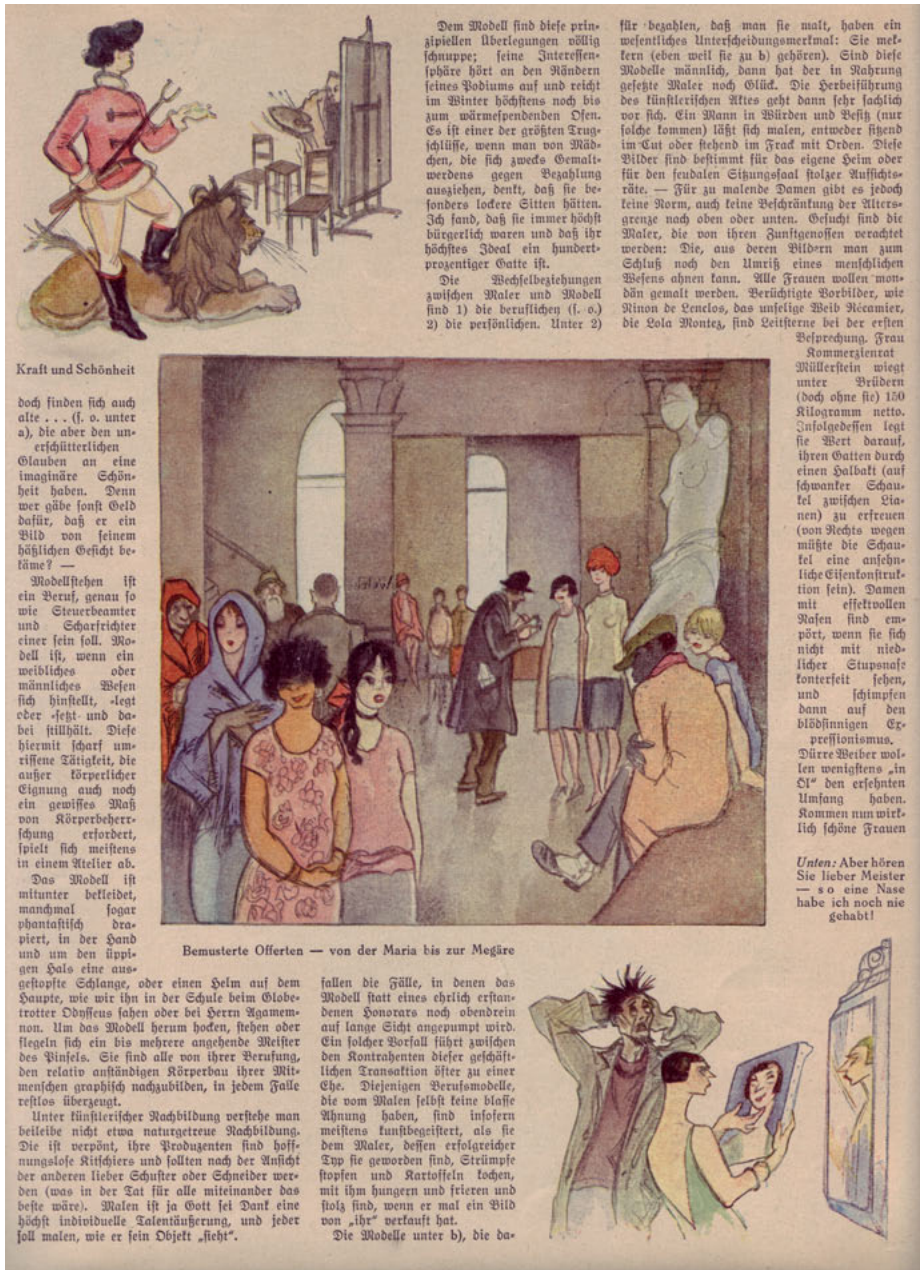 Kraft und Schönheit
doch finden sich auch
alte . . . (s. o. unter
a), die aber den un-
erschütterlichen
Glauben an eine
imaginäre Schön-
heit haben. Denn
wer gäbe sonst Geld
dafür, daß er ein
Bild von seinem
häßlichen Gesicht be-
käme? —
Modellstehen ist
ein Beruf, genau so
wie Steuerbeamter
und Scharfrichter
einer sein soll. Mo-
dell ist, wenn ein
weibliches oder
männliches Wesen
sich hinstellt, -legt
oder -setzt und da-
bei stillhält. Diese
hiermit scharf um-
rissene Tätigkeit, die
außer körperlicher
Eignung auch noch
ein gewisses Maß
von Körperbeherr-
schung erfordert,
spielt sich meistens
in einem Atelier ab.
Das Modell ist
mitunter bekleidet,
manchmal sogar
phantastisch dra-
piert, in der Hand
und um den üppi-
gen Hals eine aus-
gestopfte Schlange, oder einen Helm auf dem
Haupte, wie wir ihn in der Schule beim Globe-
trotter Odysseus sahen oder bei Herrn Agamem-
non. Um das Modell herum hocken, stehen oder
flegeln sich ein bis mehrere angehende Meister
des Pinsels. Sie sind alle von ihrer Berufung,
den relativ anständigen Körperbau ihrer Mit-
menschen graphisch nachzubilden, in jedem Falle
restlos überzeugt.
Unter künstlerischer Nachbildung verstehe man
beileibe nicht etwa naturgetreue Nachbildung.
Die ist verpönt, ihre Produzenten sind hoff-
nungslose Kitschiers und sollten nach der Ansicht
der anderen lieber Schuster oder Schneider wer-
den (was in der Tat für alle miteinander das
beste wäre). Malen ist ja Gott sei Dank eine
höchst individuelle Talentäußerung, und jeder
soll malen, wie er sein Objekt „sieht“.
Dem Modell sind diese prin-
zipiellen Überlegungen völlig
schnuppe; seine Interessen-
sphäre hört an den Rändern
seines Podiums auf und reicht
im Winter höchstens noch bis
zum wärmespendenden Ofen.
Es ist einer der größten Trug-
schlüsse, wenn man von Mäd-
chen, die sich zwecks Gemalt-
werdens gegen Bezahlung
ausziehen, denkt, daß sie be-
sonders lockere Sitten hätten.
Ich fand, daß sie immer höchst
bürgerlich waren und daß ihr
höchstes Ideal ein hundert-
prozentiger Gatte ist.
Die Wechselbeziehungen
zwischen Maler und Modell
sind 1) die beruflichen (s. o.)
2) die persönlichen. Unter 2)
Bemusterte Offerten — von der Maria bis zur Megäre
fallen die Fälle, in denen das
Modell statt eines ehrlich erstan-
denen Honorars noch obendrein
auf lange Sicht angepumpt wird.
Ein solcher Vorfall führt zwischen
den Kontrahenten dieser geschäft-
lichen Transaktion öfter zu einer
Ehe. Diejenigen Berufsmodelle,
die vom Malen selbst keine blasse
Ahnung haben, sind insofern
meistens kunstbegeistert, als sie
dem Maler, dessen erfolgreicher
Typ sie geworden sind, Strümpfe
stopfen und Kartoffeln kochen,
mit ihm hungern und frieren und
stolz sind, wenn er mal ein Bild
von „ihr“ verkauft hat.
Die Modelle unter b), die da-
für bezahlen, daß man sie malt, haben ein
wesentliches Unterscheidungsmerkmal: Sie mek-
kern (eben weil sie zu b) gehören). Sind diese
Modelle männlich, dann hat der in Nahrung
gesetzte Maler noch Glück. Die Herbeiführung
des künstlerischen Aktes geht dann sehr sachlich
vor sich. Ein Mann in Würden und Besitz (nur
solche kommen) läßt sich malen, entweder sitzend
im Cut oder stehend im Frack mit Orden. Diese
Bilder sind bestimmt für das eigene Heim oder
für den feudalen Sitzungssaal stolzer Aufsichts-
räte. — Für zu malende Damen gibt es jedoch
keine Norm, auch keine Beschränkung der Alters-
grenze nach oben oder unten. Gesucht sind die
Maler, die von ihren Zunftgenossen verachtet
werden: Die, aus deren Bildern man zum
Schluß noch den Umriß eines menschlichen
Wesens ahnen kann. Alle Frauen wollen mon-
dän gemalt werden. Berüchtigte Vorbilder, wie
Ninon de Lenclos, das unselige Weib Récamier,
die Lola Montez, sind Leitsterne bei der ersten
Besprechung. Frau
Kommerzienrat
Müllerstein wiegt
unter Brüdern
(doch ohne sie) 150
Kilogramm netto.
Infolgedessen legt
sie Wert darauf,
ihren Gatten durch
einen Halbakt (auf
schwanker Schau-
kel zwischen Lia-
nen) zu erfreuen
(von Rechts wegen
müßte die Schau-
kel eine ansehn-
liche Eisenkonstruk-
tion sein). Damen
mit effektvollen
Nasen sind em-
pört, wenn sie sich
nicht mit nied-
licher Stupsnase
konterfeit sehen,
und schimpfen
dann auf den
blödsinnigen Ex-
pressionismus.
Dürre Weiber wol-
len wenigstens „in
Öl“ den ersehnten
Umfang haben.
Kommen nun wirk-
lich schöne Frauen
Unten: Aber hören
Sie lieber Meister
— so eine Nase
habe ich noch nie
gehabt!